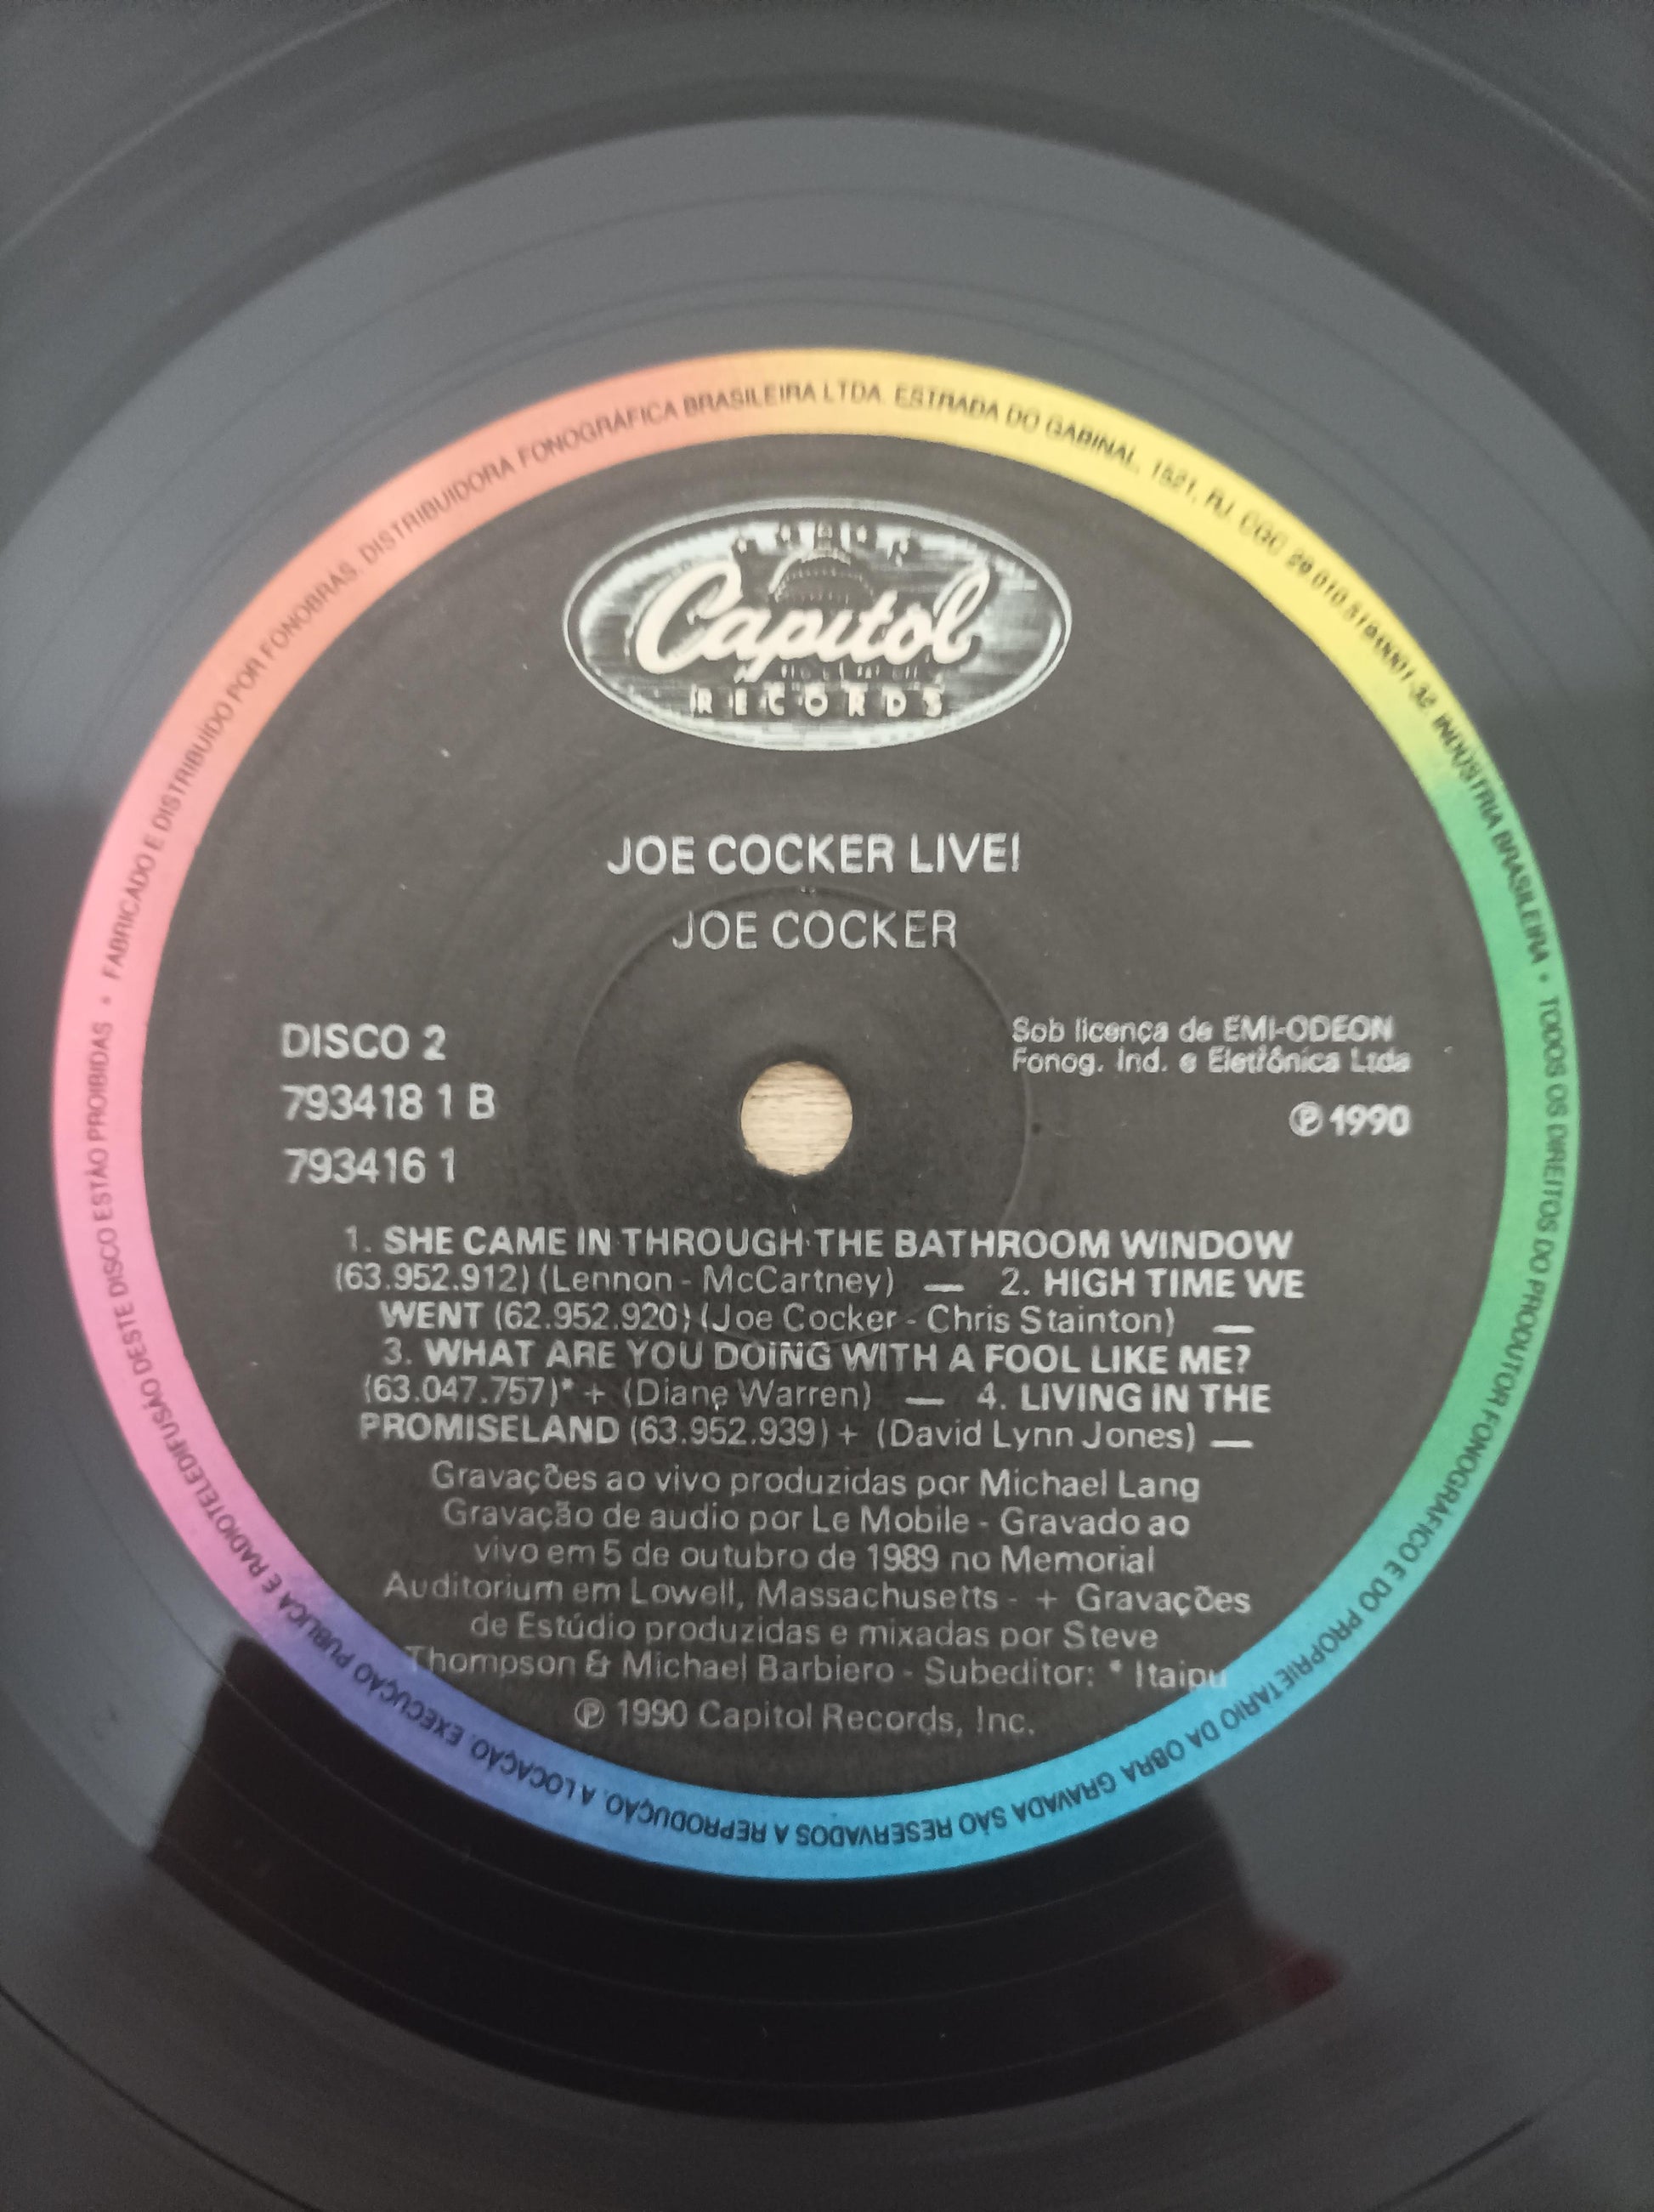 Capitol
RECORDS
JOE COCKER LIVE!
JOE COCKER
DISCO 2
793418 1 B
793416 1
Sob licença de EMI-ODEON
Fonog. Ind. e Eletrônica Ltda
℗ 1990
1. SHE CAME IN THROUGH THE BATHROOM WINDOW
(63.952.912) (Lennon - McCartney) — 2. HIGH TIME WE
WENT (62.952.920) (Joe Cocker - Chris Stainton) —
3. WHAT ARE YOU DOING WITH A FOOL LIKE ME?
(63.047.757)* + (Diane Warren) — 4. LIVING IN THE
PROMISELAND (63.952.939) + (David Lynn Jones) —
Gravações ao vivo produzidas por Michael Lang
Gravação de audio por Le Mobile - Gravado ao
vivo em 5 de outubro de 1989 no Memorial
Auditorium em Lowell, Massachusetts - + Gravações
de Estúdio produzidas e mixadas por Steve
Thompson & Michael Barbiero - Subeditor: * Itaipu
℗ 1990 Capitol Records, Inc.
• FABRICADO E DISTRIBUÍDO POR FONOBRAS. DISTRIBUIDORA FONOGRÁFICA BRASILEIRA LTDA. ESTRADA DO GABINAL, 1521, RJ. CGC INDÚSTRIA BRASILEIRA • TODOS OS DIREITOS DO PRODUTOR FONOGRÁFICO E DO PROPRIETÁRIO DA OBRA GRAVADA SÃO RESERVADOS A REPRODUÇÃO, A LOCAÇÃO, EXECUÇÃO PÚBLICA E RADIOTELEDIFUSÃO DESTE DISCO ESTÃO PROIBIDAS